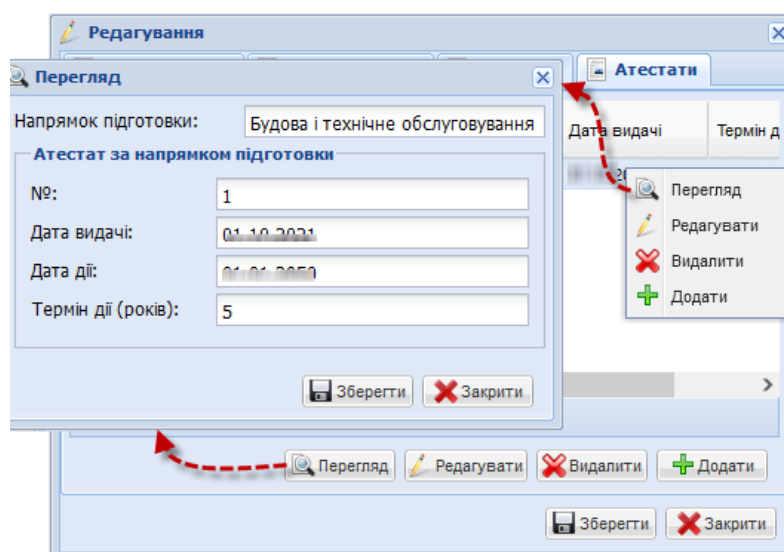 Редагування
Перегляд
Атестати
Напрямок підготовки:
Будова і технічне обслуговування
Дата видачі
Термін д
Атестат за напрямком підготовки
№:
1
Перегляд
Редагувати
Видалити
Додати
Дата видачі:
Дата дії:
Термін дії (років):
5
Зберегти
Закрити
Перегляд
Редагувати
Видалити
Додати
Зберегти
Закрити